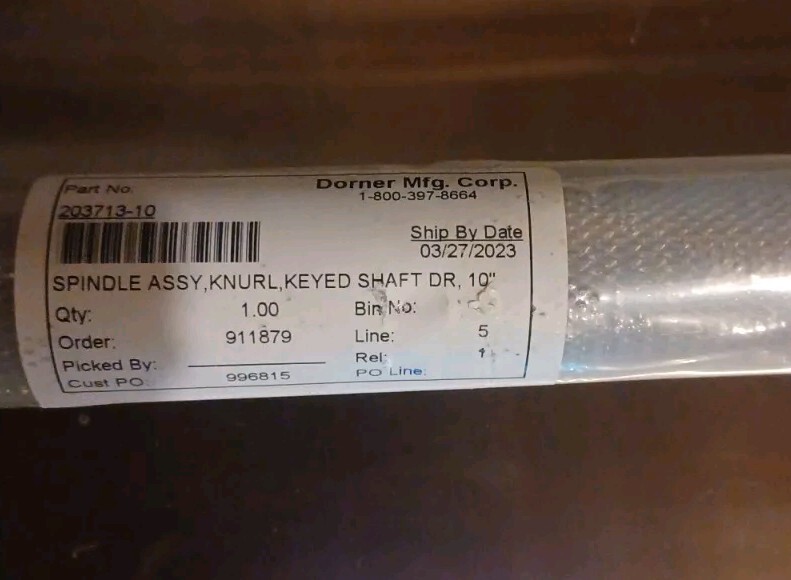 Part No.
Dorner Mfg. Corp.
1-800-397-8664
203713-10
Ship By Date
03/27/2023
SPINDLE ASSY,KNURL,KEYED SHAFT DR, 10"
Qty: 1.00 Bin No:
Order: 911879 Line: 5
Picked By: Rel: 1
Cust PO: 996815 PO Line: